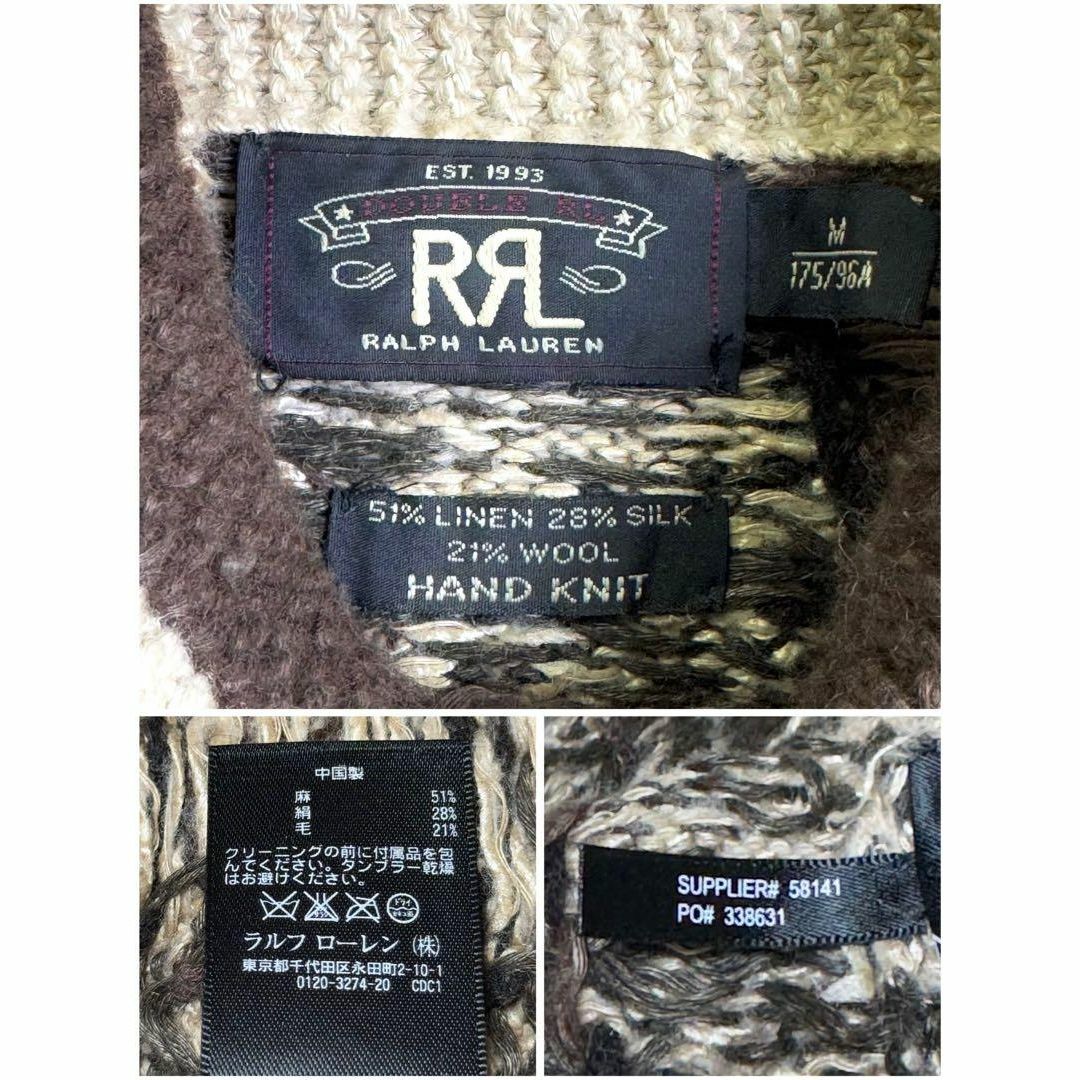 EST. 1993
DOUBLE RL
RRL
RALPH LAUREN
M
175/96A
51% LINEN 28% SILK
21% WOOL
HAND KNIT
中国製
麻 51%
絹 28%
毛 21%
クリーニングの前に付属品を包
んでください。タンブラー乾燥
はお避けください。
ドライ
ラルフ ローレン (株)
東京都千代田区永田町2-10-1
0120-3274-20 CDC1
SUPPLIER# 58141
PO# 338631